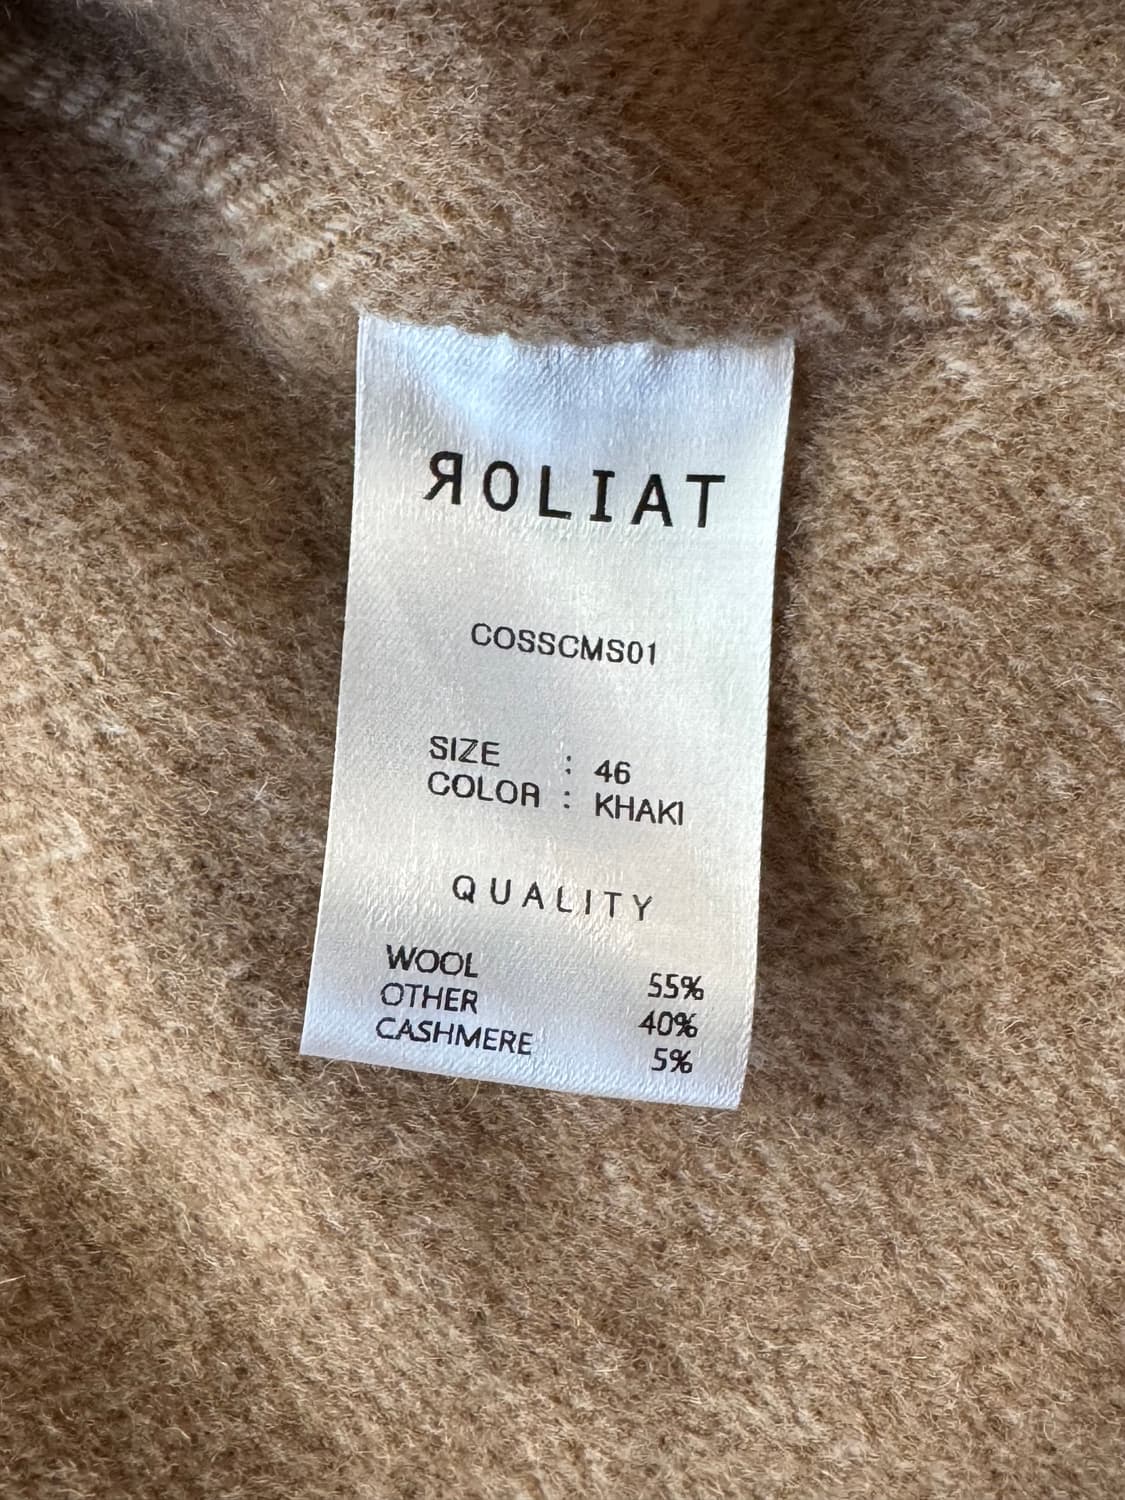 ЯOLIAT
COSSCMS01
SIZE : 46
COLOR : KHAKI
QUALITY
WOOL 55%
OTHER 40%
CASHMERE 5%